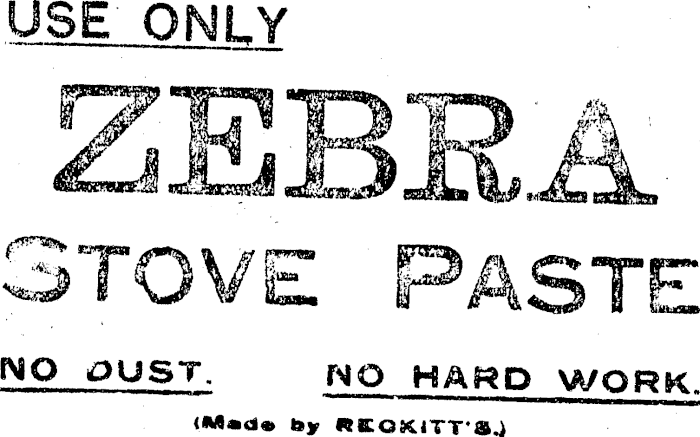 USE ONLY
ZEBRA
STOVE PASTE
NO DUST. NO HARD WORK.
(Made by RECKITT'S.)